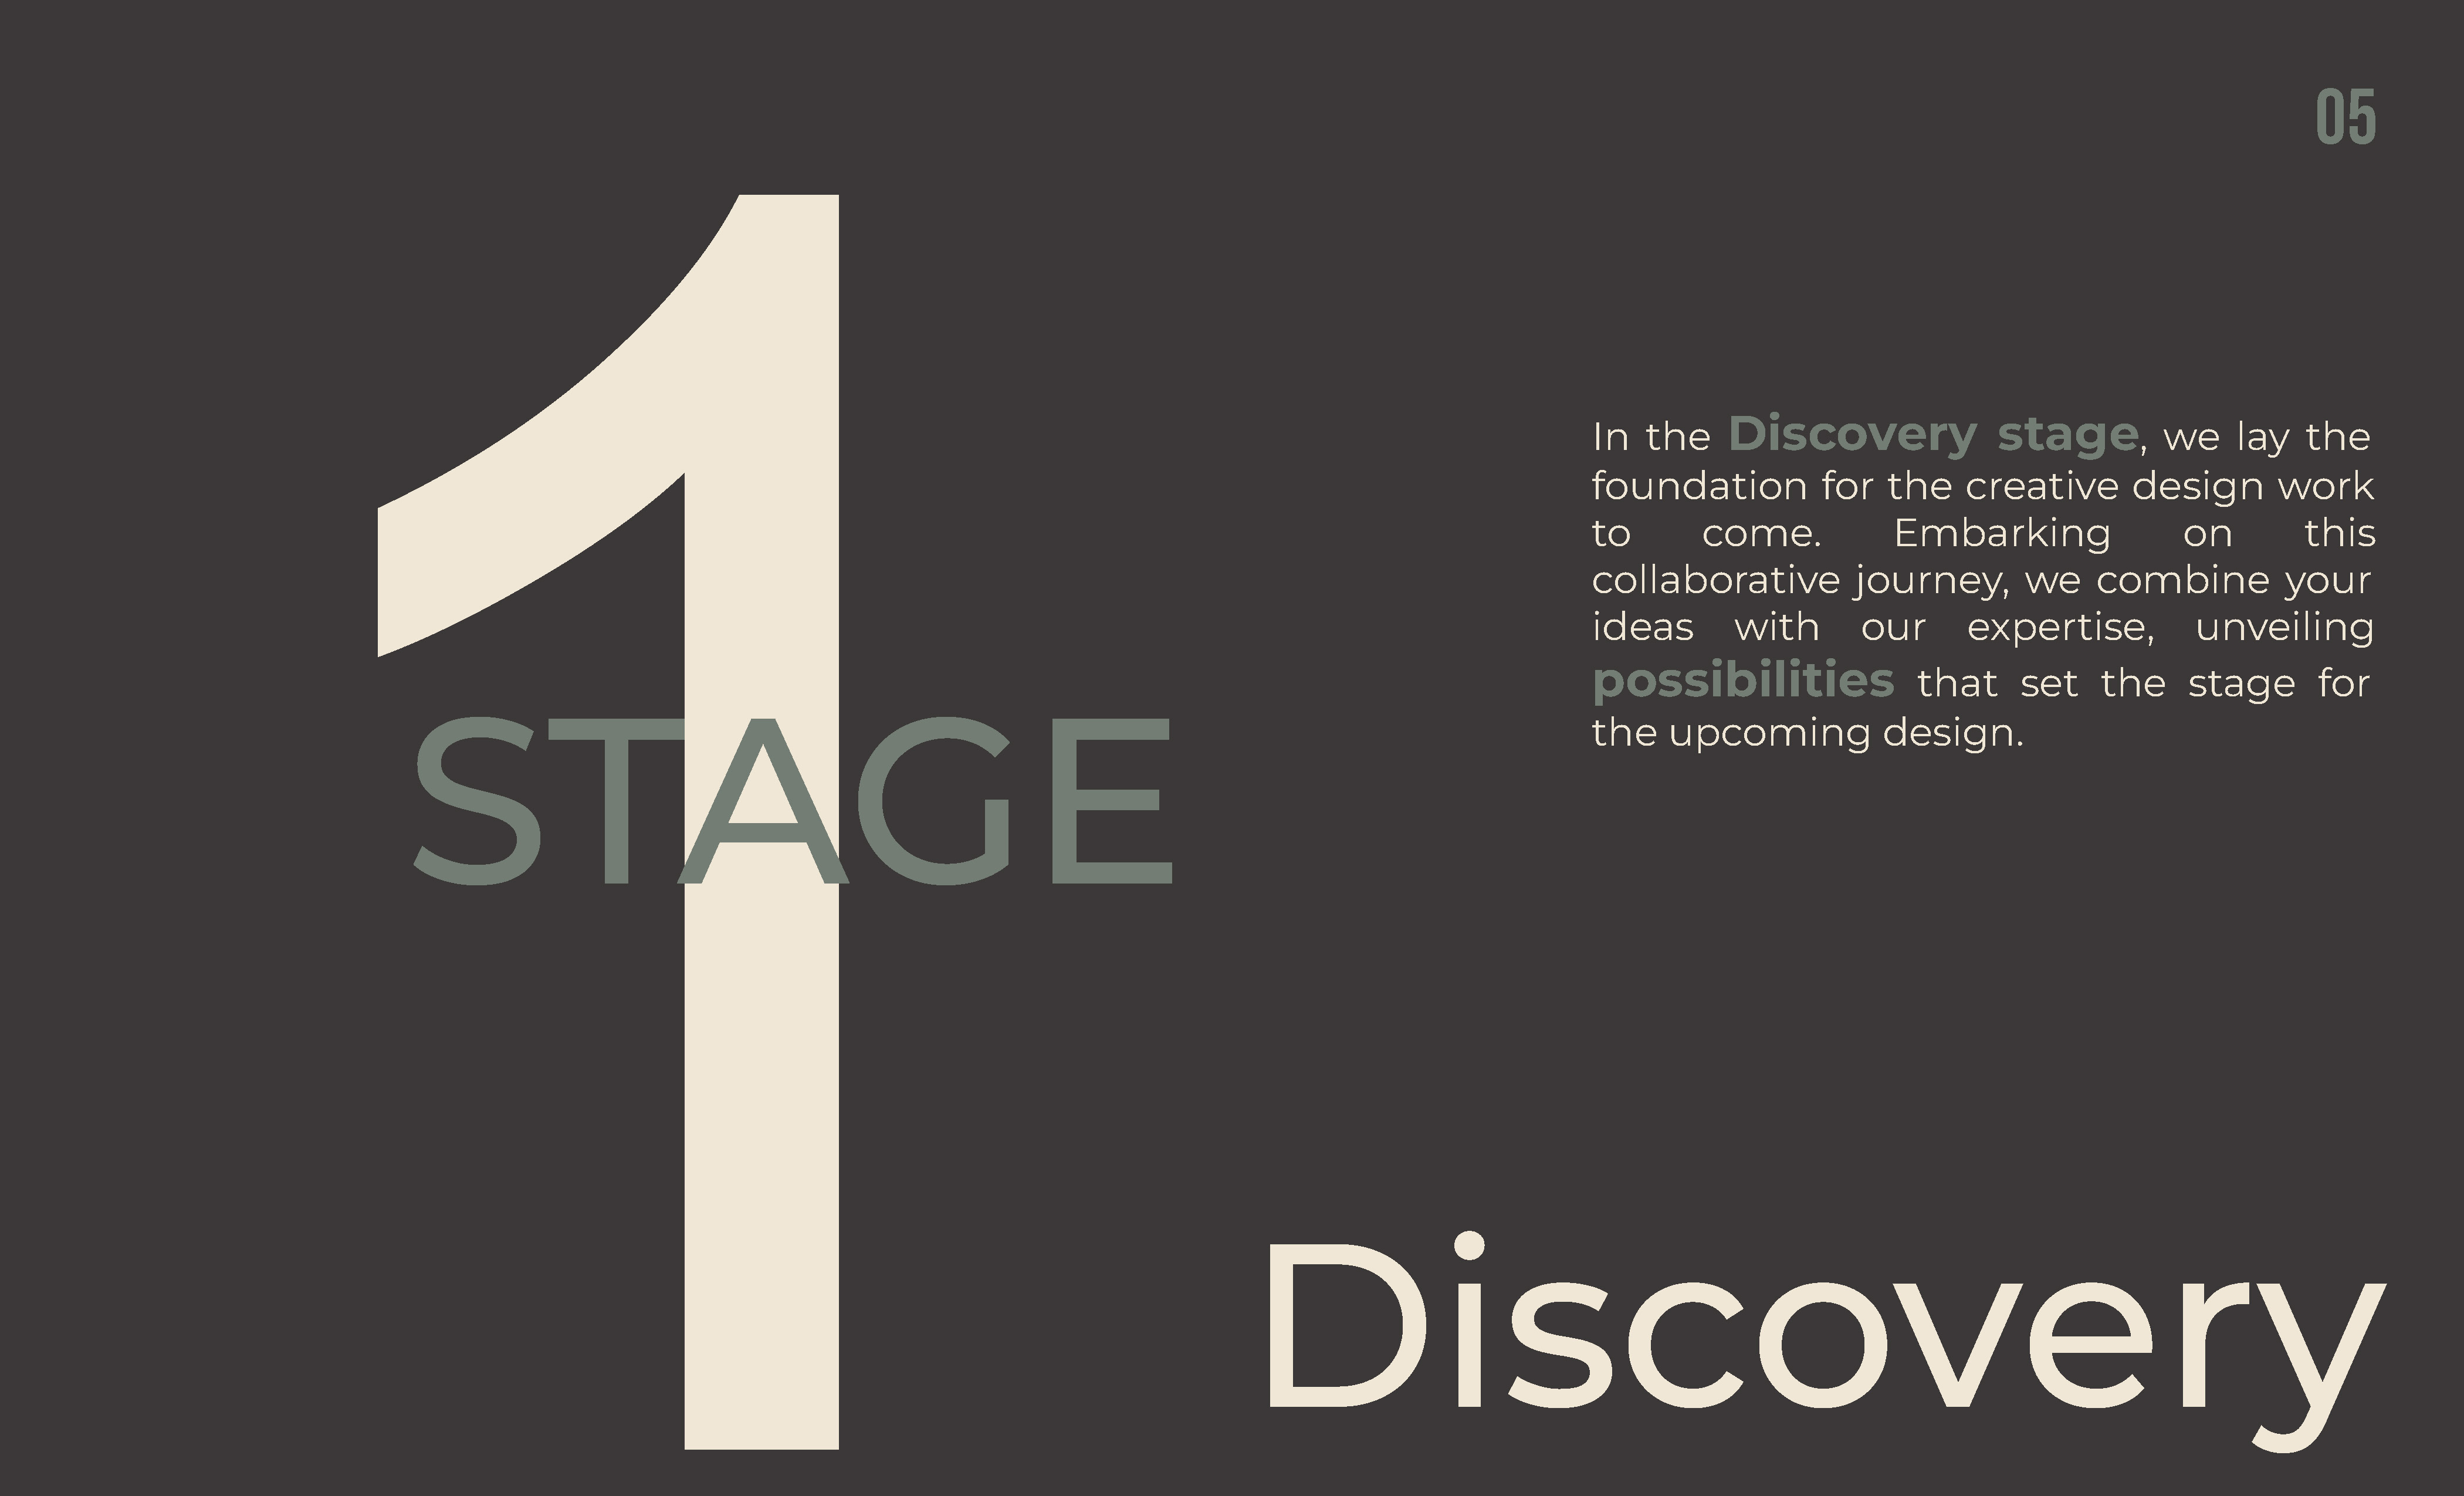 05
1
STAGE
In the Discovery stage, we lay the
foundation for the creative design work
to come. Embarking on this
collaborative journey, we combine your
ideas with our expertise, unveiling
possibilities that set the stage for
the upcoming design.
Discovery